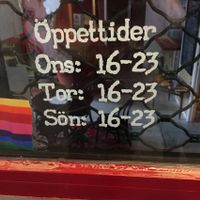 Öppettider
Ons: 16-23
Tor: 16-23
Sön: 16-23